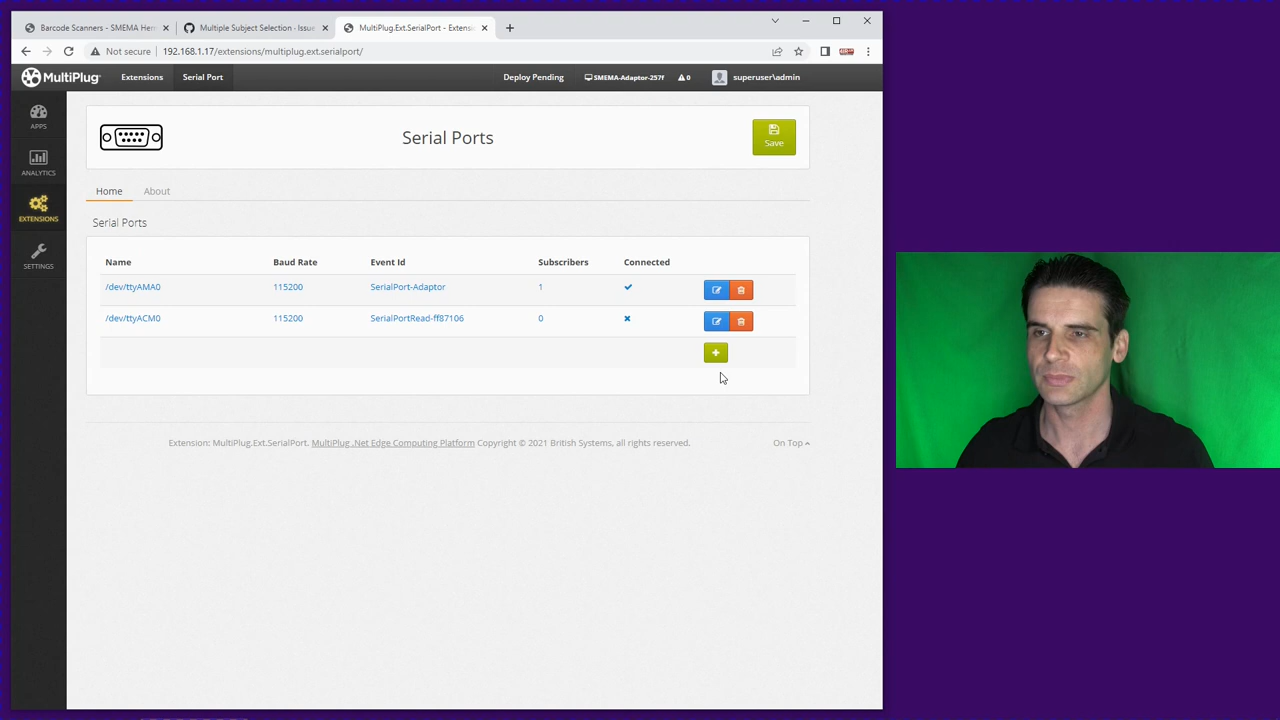 Barcode Scanners - SMEMA Her
Multiple Subject Selection · Issu
MultiPlug.Ext.SerialPort - Extensi
Not secure 192.168.1.17/extensions/multiplug.ext.serialport/
MultiPlug Extensions Serial Port Deploy Pending SMEMA-Adaptor-257f 0 superuser\admin
APPS
ANALYTICS
EXTENSIONS
SETTINGS
Serial Ports
Save
Home About
Serial Ports
Name Baud Rate Event Id Subscribers Connected
/dev/ttyAMA0 115200 SerialPort-Adaptor 1
/dev/ttyACM0 115200 SerialPortRead-ff87106 0
Extension: MultiPlug.Ext.SerialPort. MultiPlug .Net Edge Computing Platform Copyright © 2021 British Systems, all rights reserved. On Top